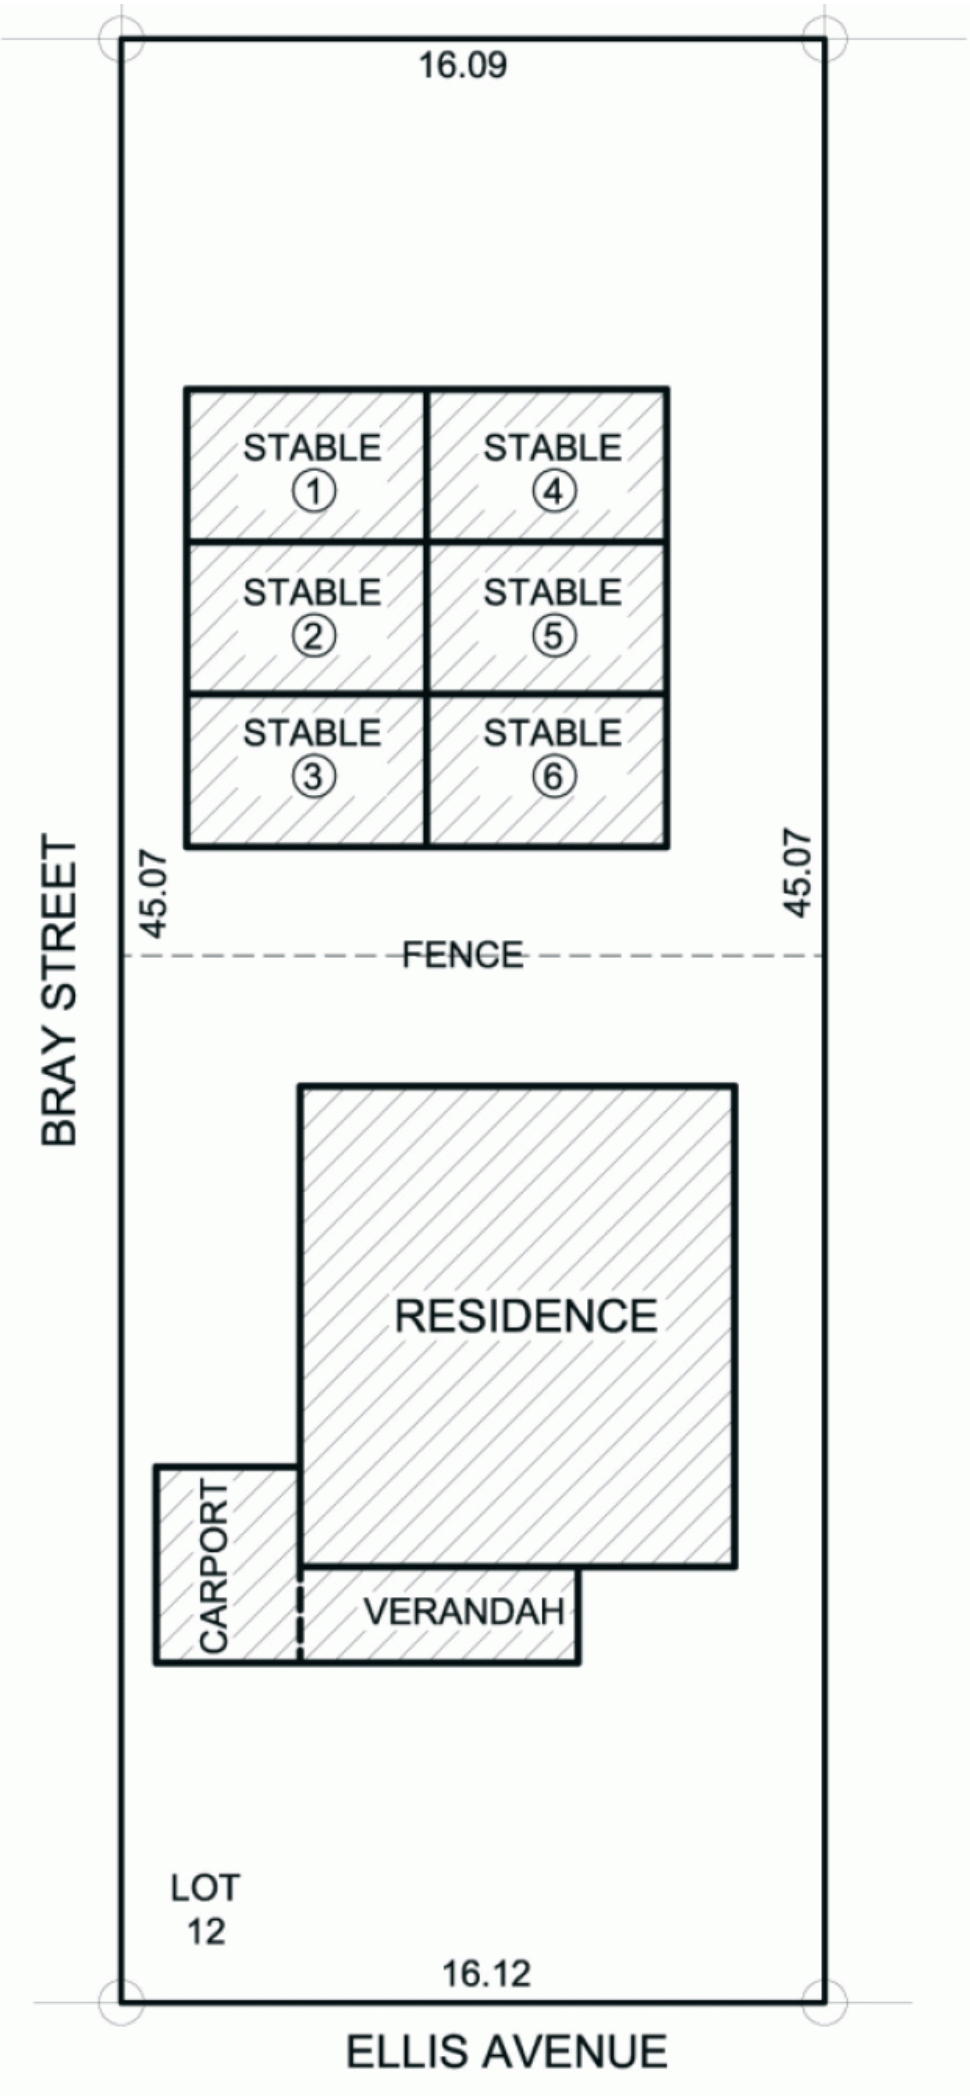 16.09
STABLE
1
STABLE
4
STABLE
2
STABLE
5
STABLE
3
STABLE
6
BRAY STREET
45.07
45.07
FENCE
RESIDENCE
CARPORT
VERANDAH
LOT
12
16.12
ELLIS AVENUE